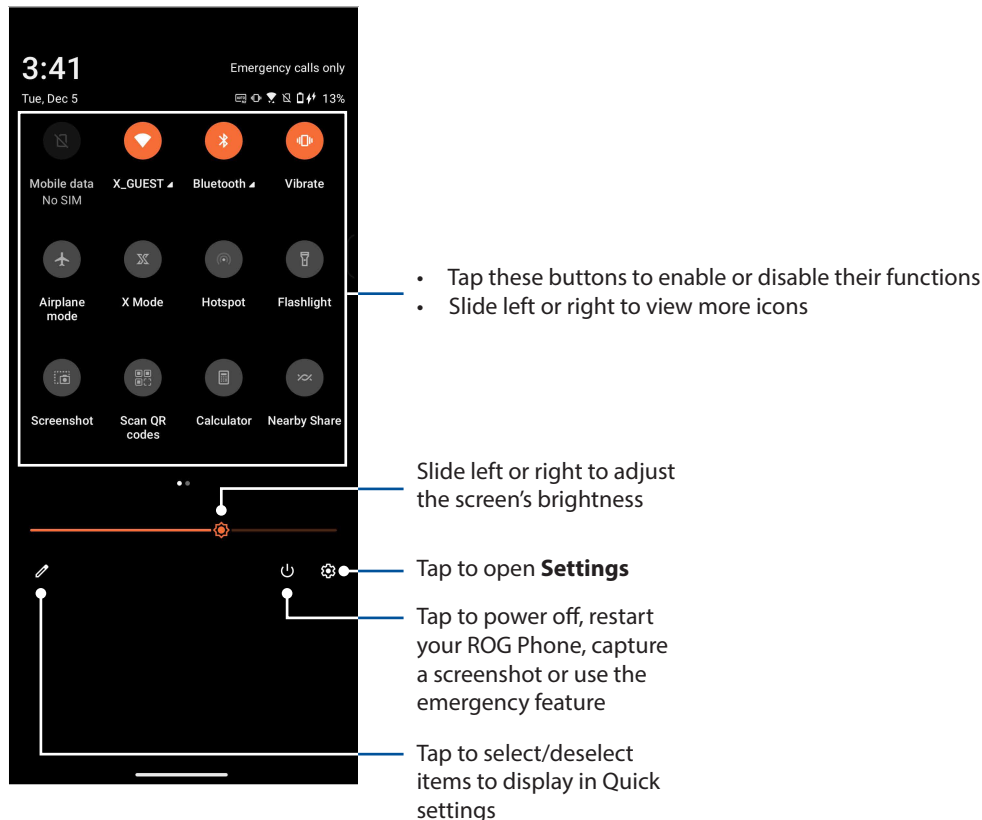 3:41
Emergency calls only
Tue, Dec 5
13%
Mobile data
No SIM
X_GUEST
Bluetooth
Vibrate
Airplane
mode
X Mode
Hotspot
Flashlight
Screenshot
Scan QR
codes
Calculator
Nearby Share
• Tap these buttons to enable or disable their functions
• Slide left or right to view more icons
Slide left or right to adjust
the screen’s brightness
Tap to open Settings
Tap to power off, restart
your ROG Phone, capture
a screenshot or use the
emergency feature
Tap to select/deselect
items to display in Quick
settings